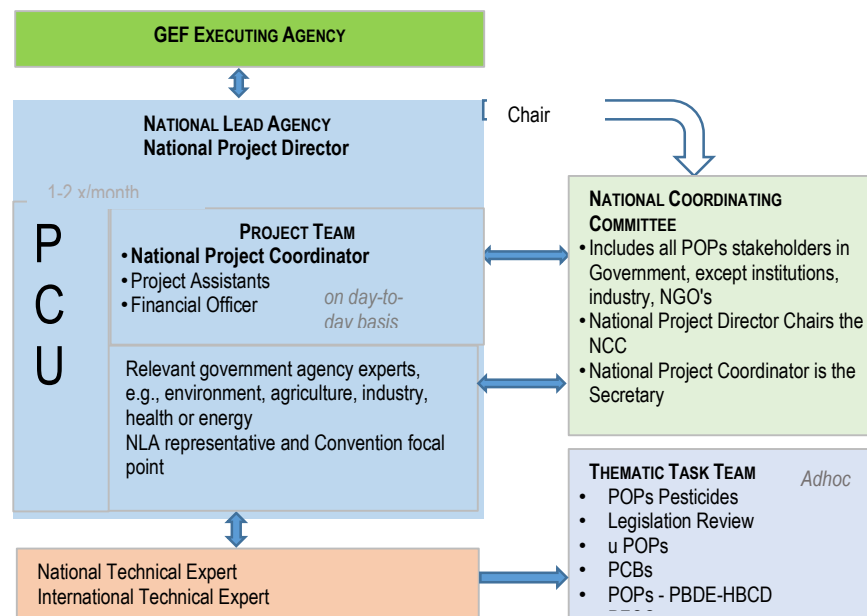 GEF EXECUTING AGENCY
NATIONAL LEAD AGENCY
National Project Director
Chair
1-2 x/month
P
C
U
PROJECT TEAM
• National Project Coordinator
• Project Assistants
• Financial Officer
on day-to-
day basis
Relevant government agency experts,
e.g., environment, agriculture, industry,
health or energy
NLA representative and Convention focal
point
NATIONAL COORDINATING
COMMITTEE
• Includes all POPs stakeholders in
Government, except institutions,
industry, NGO's
• National Project Director Chairs the
NCC
• National Project Coordinator is the
Secretary
National Technical Expert
International Technical Expert
THEMATIC TASK TEAM
Adhoc
• POPs Pesticides
• Legislation Review
• u POPs
• PCBs
• POPs - PBDE-HBCD